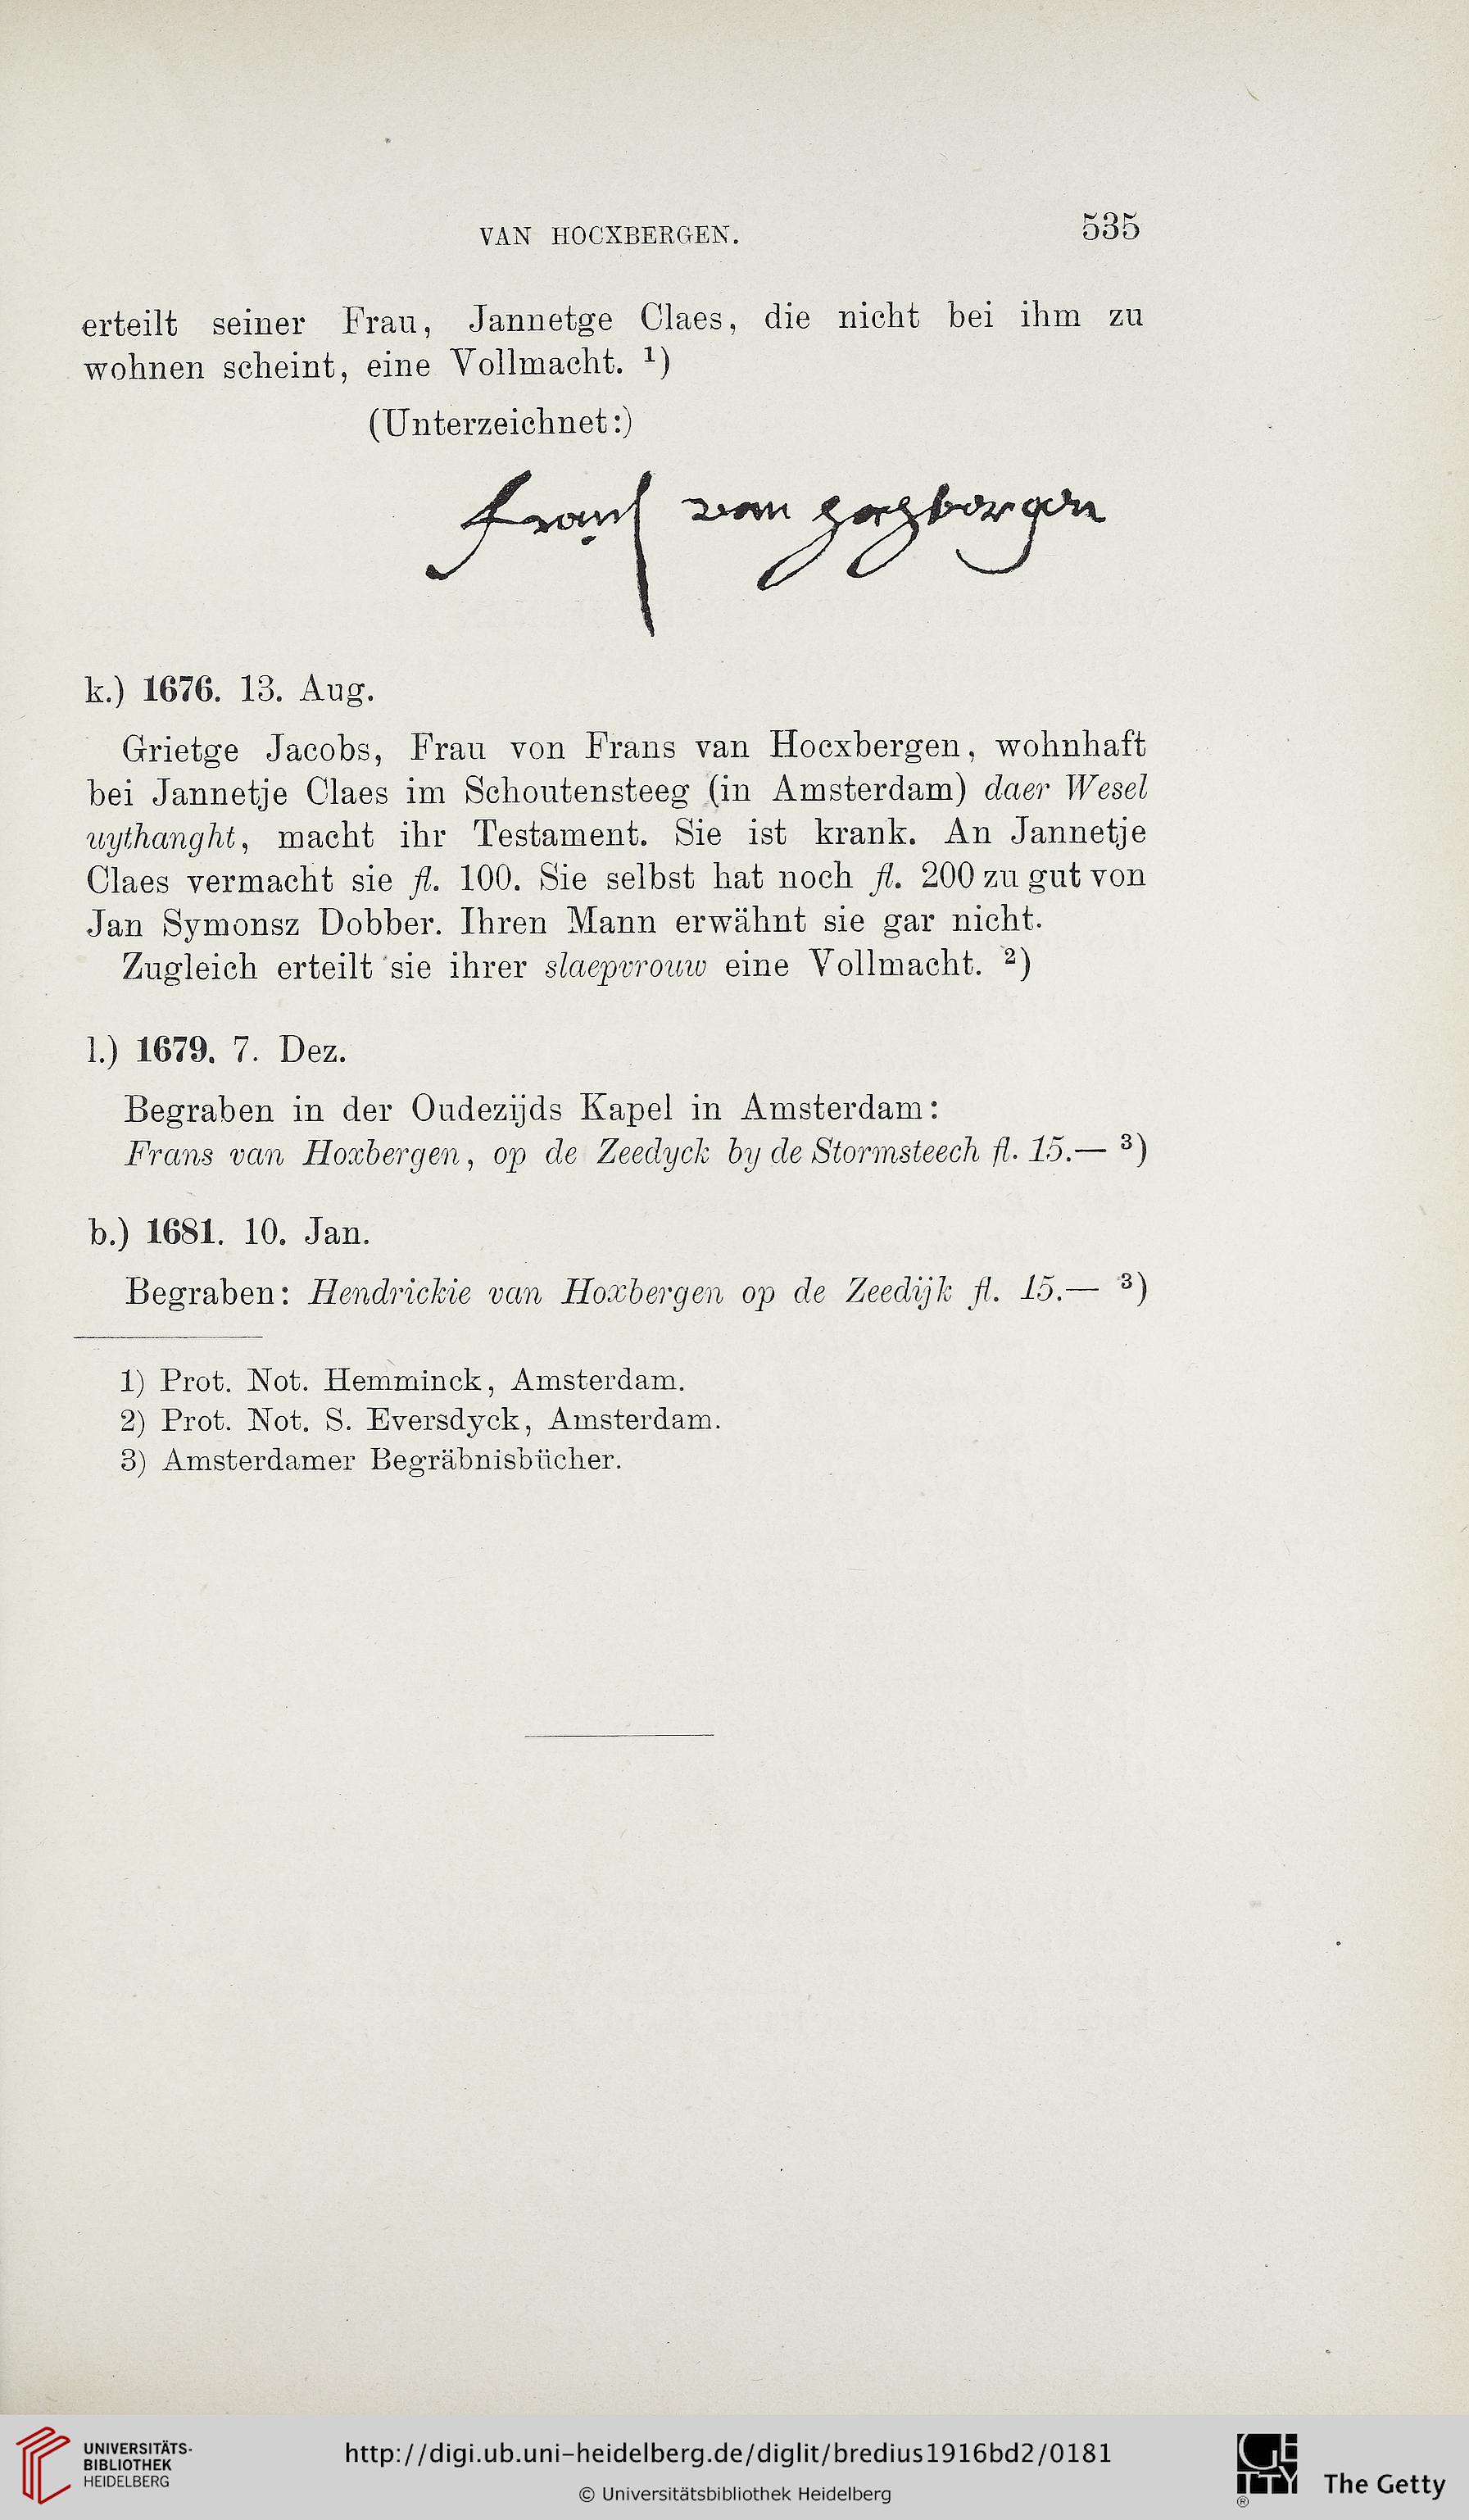 VAN HOCXBERGEN. 535
erteilt seiner Frau, Jannetge Claes, die nicht bei ihm zu
wohnen scheint, eine Vollmacht. ¹)
(Unterzeichnet:)
frans van
k.) 1676. 13. Aug.
Grietge Jacobs, Frau von Frans van Hocxbergen, wohnhaft
bei Jannetje Claes im Schoutensteeg (in Amsterdam) daer Wesel
uythanght, macht ihr Testament. Sie ist krank. An Jannetje
Claes vermacht sie fl. 100. Sie selbst hat noch fl. 200 zu gut von
Jan Symonsz Dobber. Ihren Mann erwähnt sie gar nicht.
Zugleich erteilt sie ihrer slaepvrouw eine Vollmacht. ²)
l.) 1679. 7. Dez.
Begraben in der Oudezijds Kapel in Amsterdam:
Frans van Hoxbergen, op de Zeedyck by de Stormsteech fl. 15.— ³)
b.) 1681. 10. Jan.
Begraben: Hendrickie van Hoxbergen op de Zeedijk fl. 15.— ³)
1) Prot. Not. Hemminck, Amsterdam.
2) Prot. Not. S. Eversdyck, Amsterdam.
3) Amsterdamer Begräbnisbücher.
UNIVERSITÄTS-
BIBLIOTHEK
HEIDELBERG
http://digi.ub.uni-heidelberg.de/diglit/bredius1916bd2/0181
© Universitätsbibliothek Heidelberg
GETTY
®
The Getty